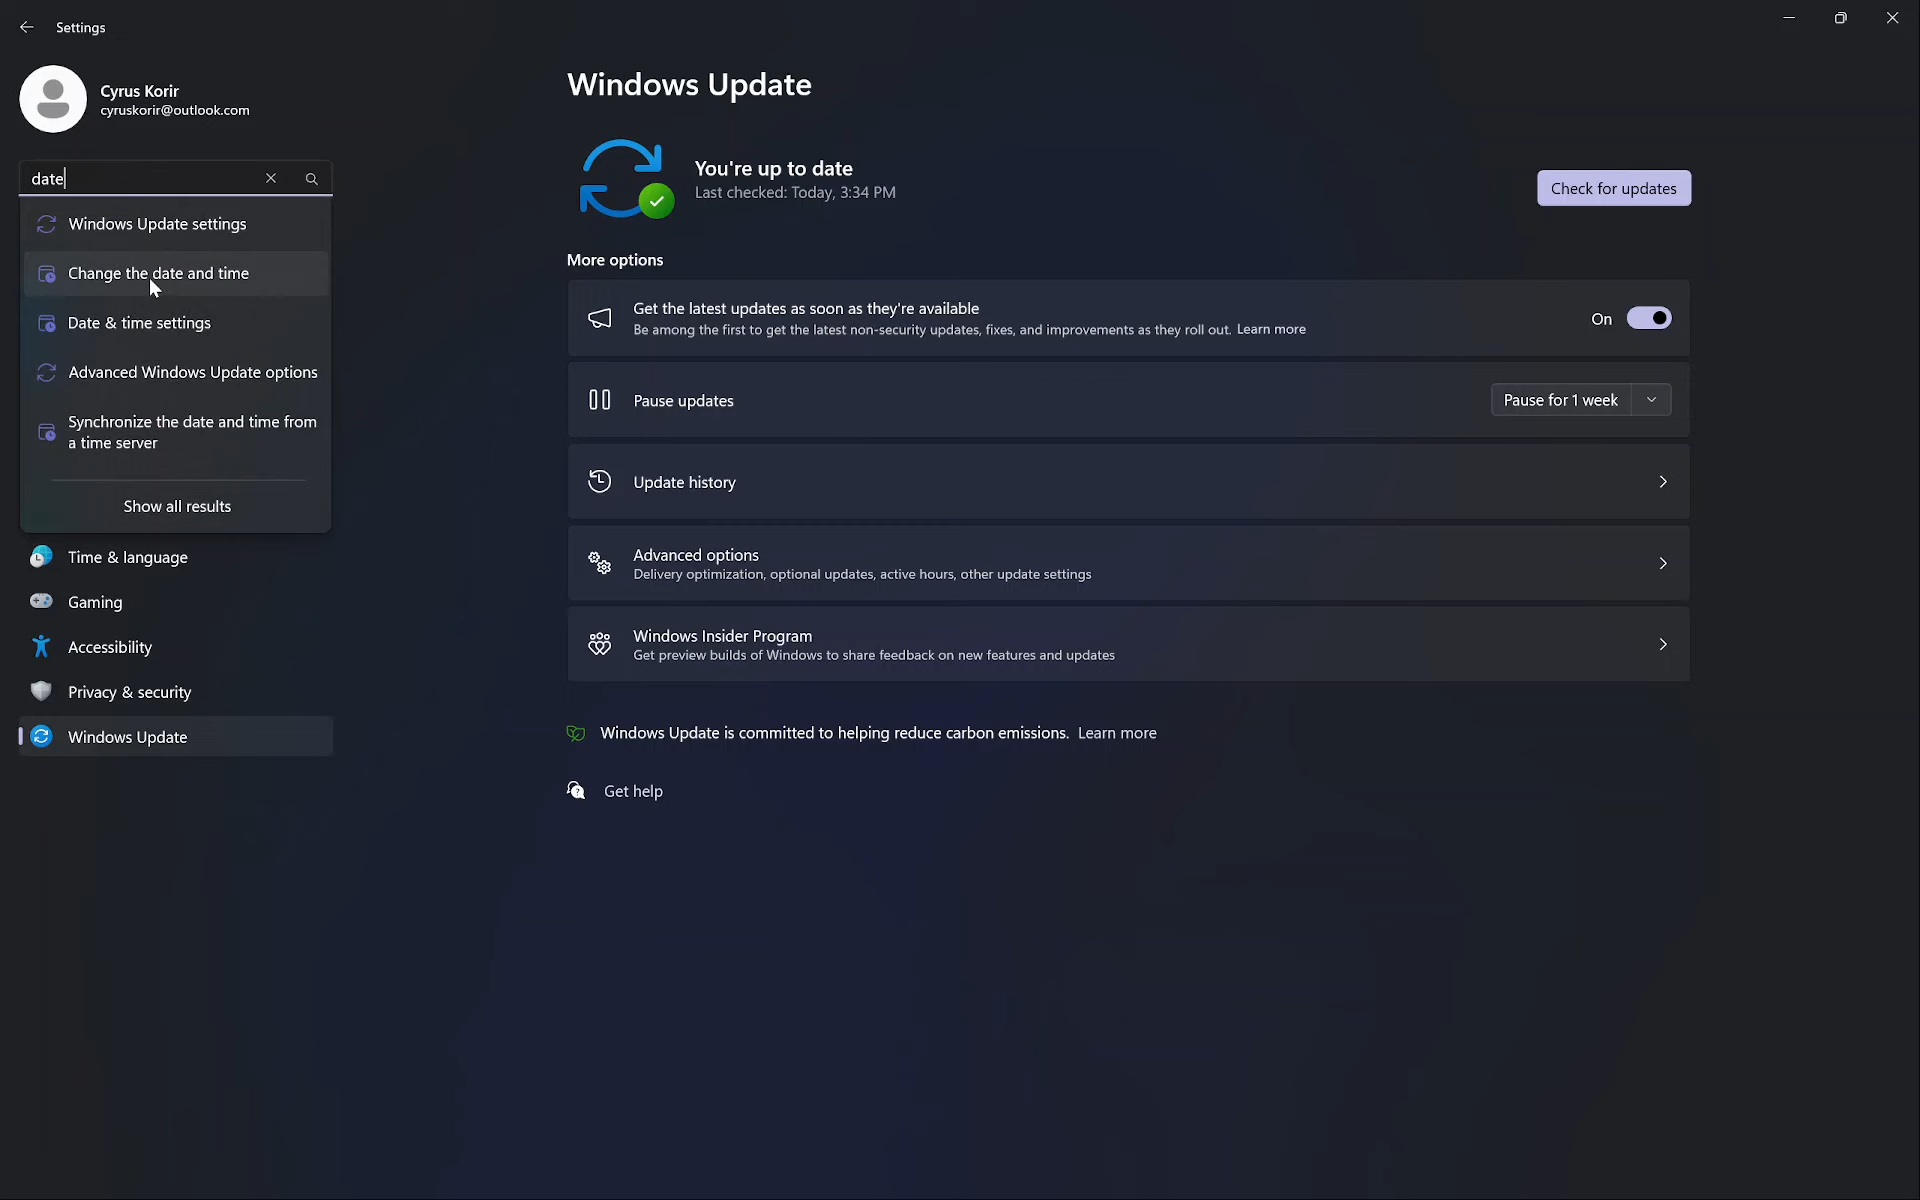 Settings
Cyrus Korir
cyruskorir@outlook.com
date
Windows Update settings
Change the date and time
Date & time settings
Advanced Windows Update options
Synchronize the date and time from
a time server
Show all results
Time & language
Gaming
Accessibility
Privacy & security
Windows Update
Windows Update
You're up to date
Last checked: Today, 3:34 PM
Check for updates
More options
Get the latest updates as soon as they're available
Be among the first to get the latest non-security updates, fixes, and improvements as they roll out. Learn more
On
Pause updates
Pause for 1 week
Update history
Advanced options
Delivery optimization, optional updates, active hours, other update settings
Windows Insider Program
Get preview builds of Windows to share feedback on new features and updates
Windows Update is committed to helping reduce carbon emissions. Learn more
Get help